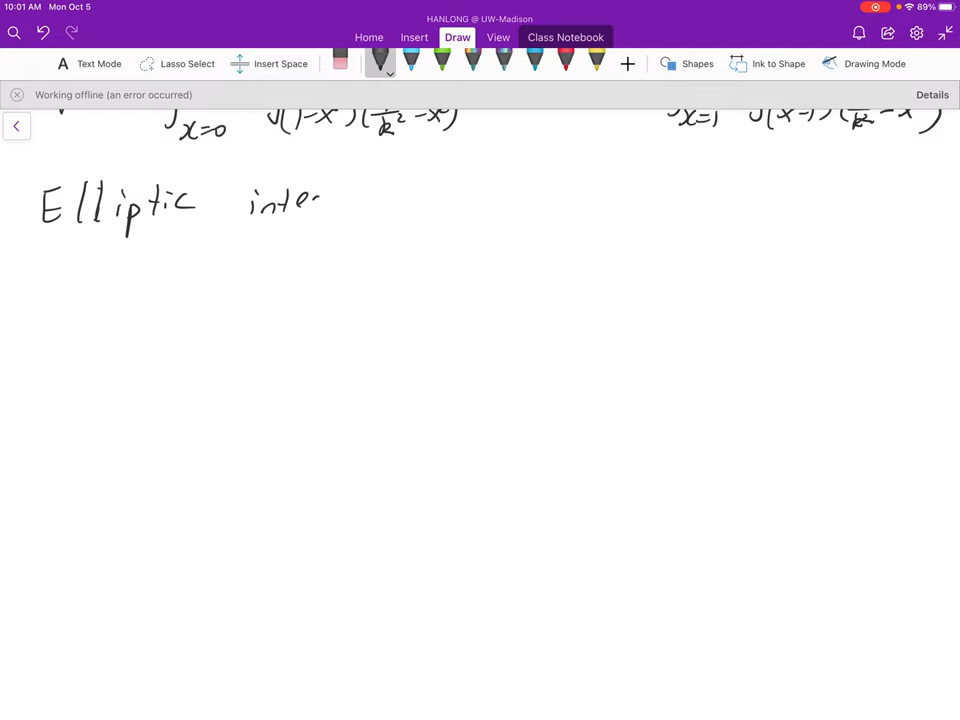 10:01 AM Mon Oct 5
89%
HANLONG @ UW-Madison
Home Insert Draw View Class Notebook
A Text Mode Lasso Select Insert Space Shapes Ink to Shape Drawing Mode
Working offline (an error occurred) Details
x=0 x=1
Elliptic inter